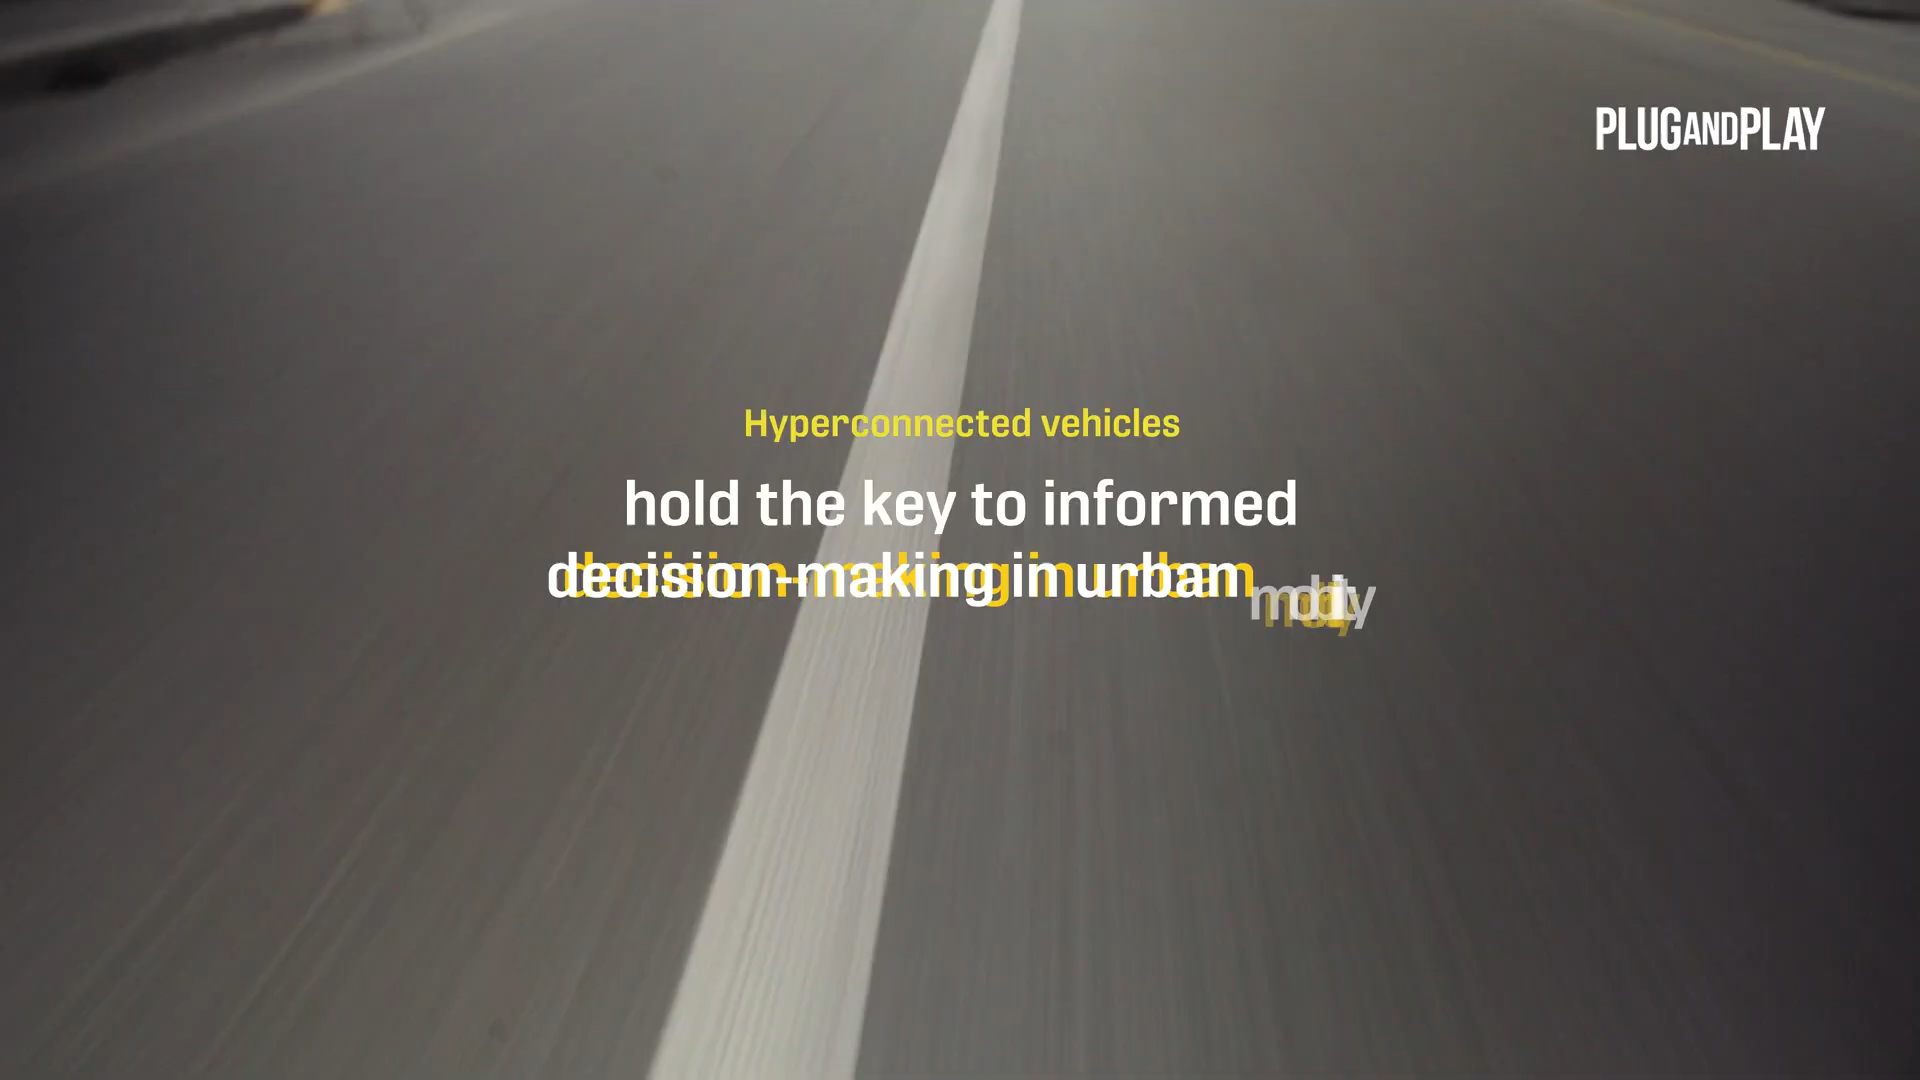 PLUGANDPLAY
Hyperconnected vehicles
hold the key to informed
decision-making in urban